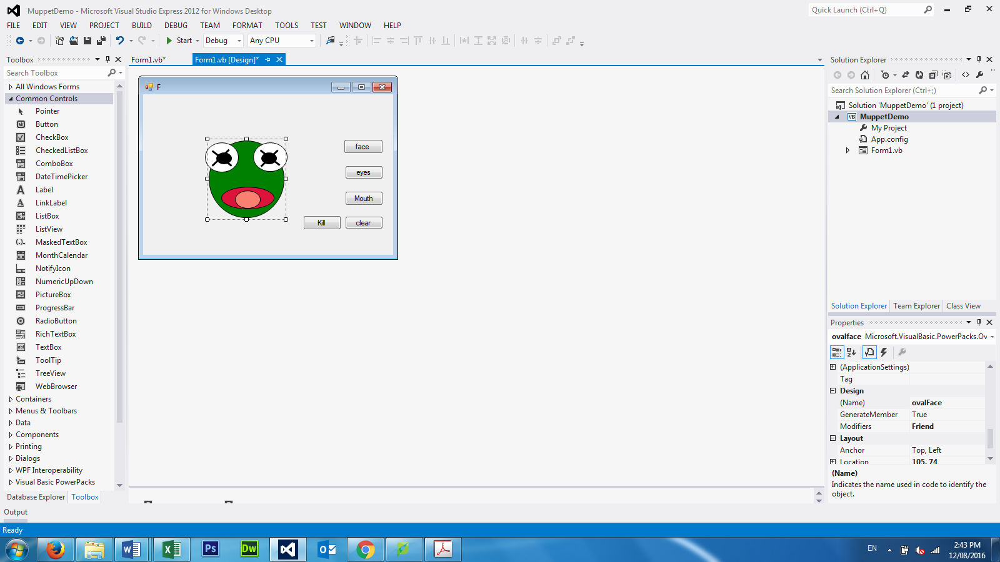 MuppetDemo - Microsoft Visual Studio Express 2012 for Windows Desktop
Quick Launch (Ctrl+Q)
FILE EDIT VIEW PROJECT BUILD DEBUG TEAM FORMAT TOOLS TEST WINDOW HELP
Start Debug Any CPU
Toolbox
Search Toolbox
All Windows Forms
Common Controls
Pointer
Button
CheckBox
CheckedListBox
ComboBox
DateTimePicker
Label
LinkLabel
ListBox
ListView
MaskedTextBox
MonthCalendar
NotifyIcon
NumericUpDown
PictureBox
ProgressBar
RadioButton
RichTextBox
TextBox
ToolTip
TreeView
WebBrowser
Containers
Menus & Toolbars
Data
Components
Printing
Dialogs
WPF Interoperability
Visual Basic PowerPacks
Database Explorer Toolbox
Form1.vb* Form1.vb [Design]*
F
face
eyes
Mouth
Kill clear
Solution Explorer
Search Solution Explorer (Ctrl+;)
Solution 'MuppetDemo' (1 project)
VB MuppetDemo
My Project
App.config
Form1.vb
Solution Explorer Team Explorer Class View
Properties
ovalface Microsoft.VisualBasic.PowerPacks.Ov
(ApplicationSettings)
Tag
Design
(Name) ovalFace
GenerateMember True
Modifiers Friend
Layout
Anchor Top, Left
Location 105, 74
(Name)
Indicates the name used in code to identify the
object.
Output
Ready
Ps
Dw
EN
2:43 PM
12/08/2016